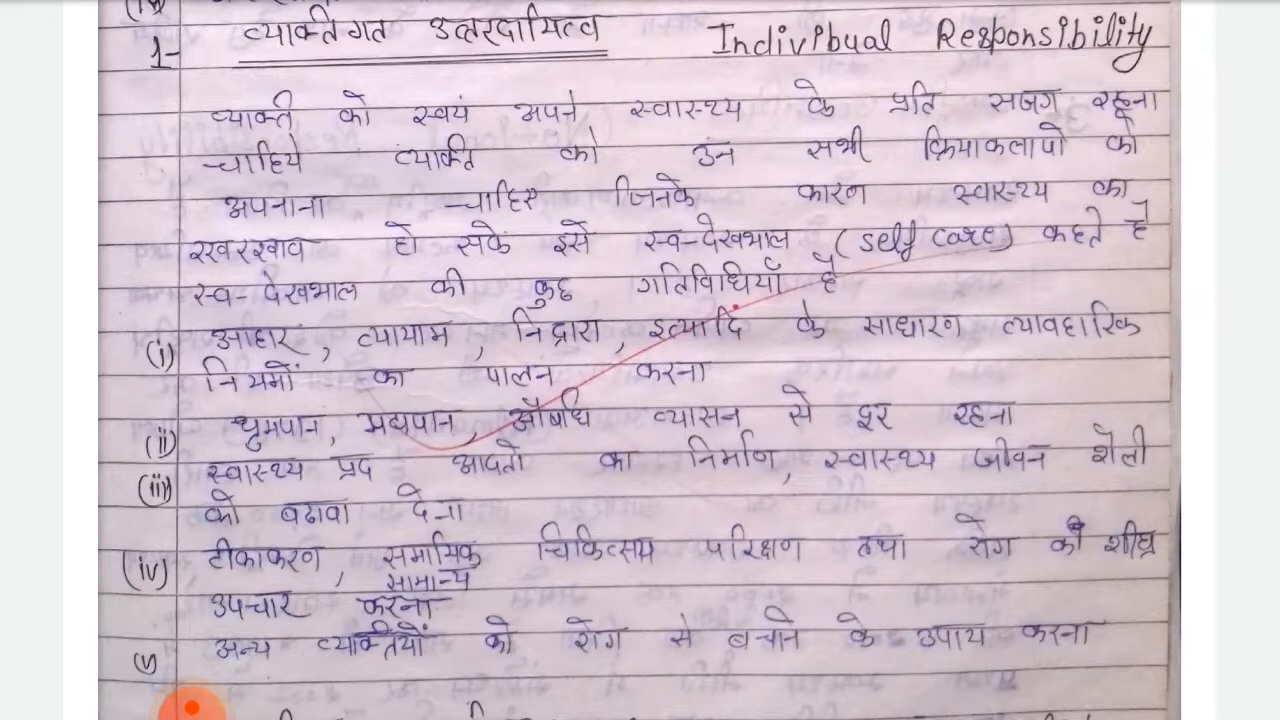 1- व्यक्तिगत उत्तरदायित्व Indivibual Responsibility
व्यक्ती को स्वयं अपने स्वास्थ्य के प्रति सजग रहना
चाहिये व्यक्ति को उन सभी क्रियाकलापो को
अपनाना चाहिए जिनके कारण स्वास्थ्य का
रखरखाव हो सके इसे स्व-देखभाल (self care) कहते है
स्व-देखभाल की कुछ गतिविधियाँ है
(i) आहार, व्यायाम, निद्रारा, इत्यादि के साधारण व्यावहारिक
नियमों का पालन करना
(ii) धुम्रपान, मद्यपान, औषधि व्यासन से दूर रहना
(iii) स्वास्थ्य प्रद आदतो का निर्माण, स्वास्थ्य जीवन शैली
को बढावा देना
(iv) टीकाकरण, समामिक चिकित्सम परिक्षण तथा रोग की शीघ्र
सामान्य
उपचार करना
(v) अन्य व्यक्तियों को रोग से बचाने के उपाय करना